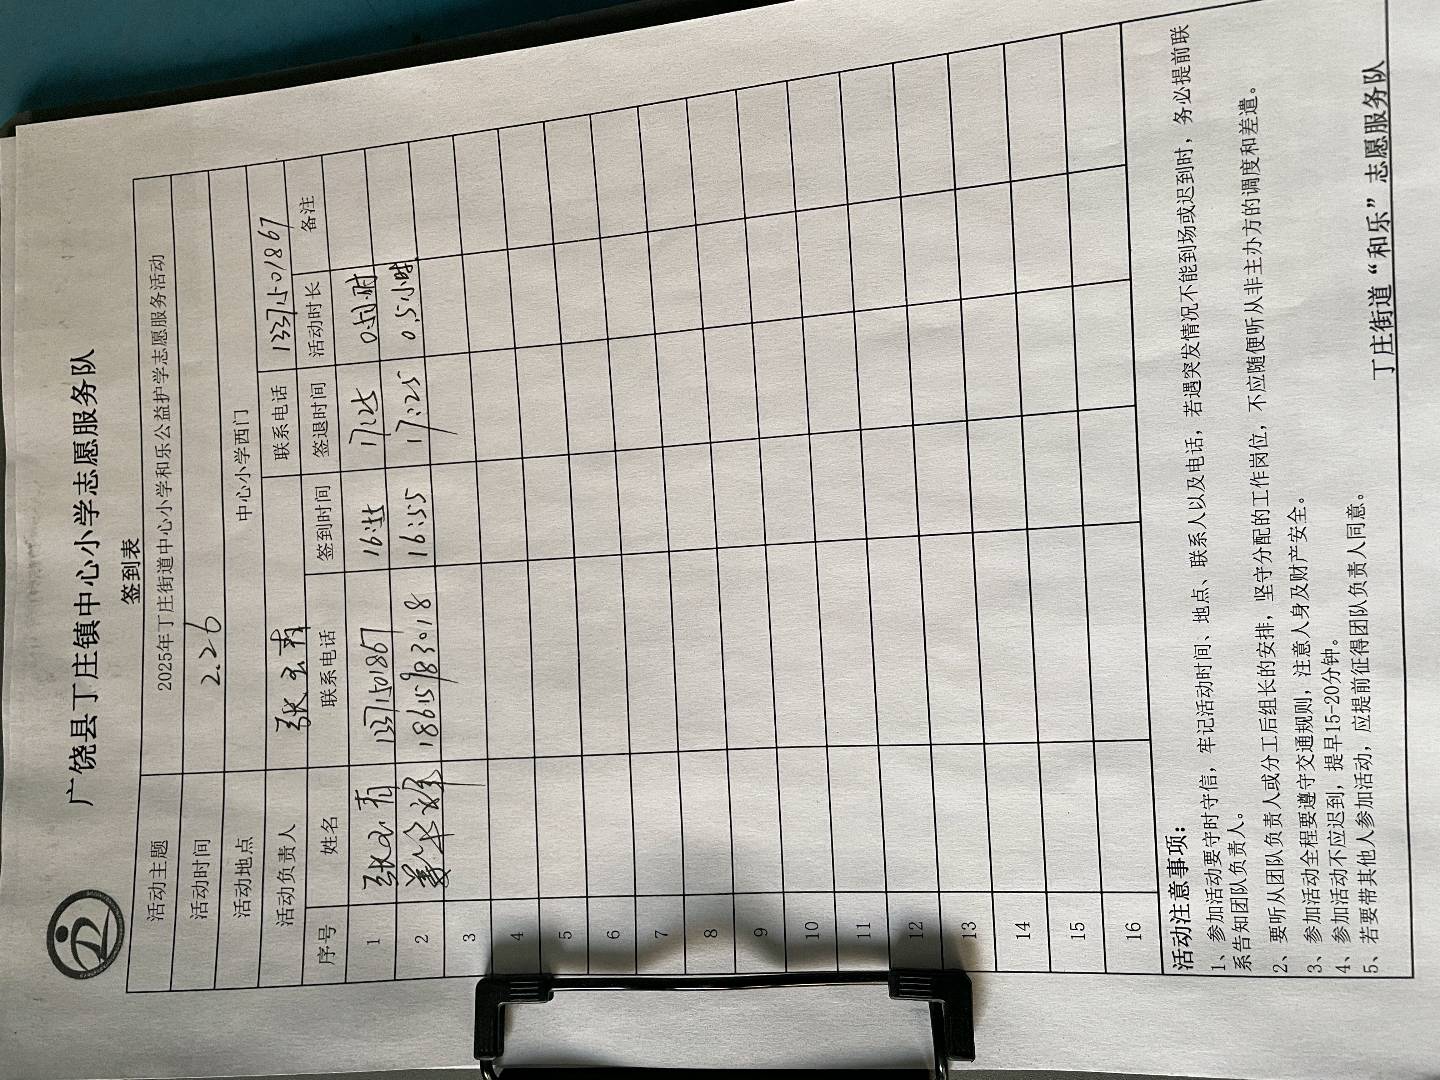 广饶县丁庄镇中心小学志愿服务队
签到表
活动主题 2025年丁庄街道中心小学和乐公益护学志愿服务活动
活动时间 2.26
活动地点 中心小学西门
活动负责人 张 联系电话 13371501867
序号 姓名 联系电话 签到时间 签退时间 活动时长 备注
1 张 13371501867 16:55 17:25 0.5小时
2 18615983018 16:55 17:25 0.5小时
3
4
5
6
7
8
9
10
11
12
13
14
15
16
活动注意事项:
1、参加活动要守时守信,牢记活动时间、地点、联系人以及电话,若遇突发情况不能到场或迟到时,务必提前联
系告知团队负责人。
2、要听从团队负责人或分工后组长的安排,坚守分配的工作岗位,不应随便听从非主办方的调度和差遣。
3、参加活动全程要遵守交通规则,注意人身及财产安全。
4、参加活动不应迟到,提早15-20分钟。
5、若要带其他人参加活动,应提前征得团队负责人同意。
丁庄街道“和乐”志愿服务队